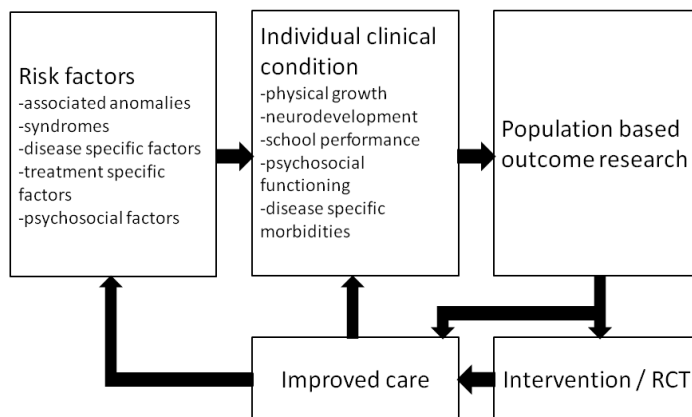 Risk factors
-associated anomalies
-syndromes
-disease specific factors
-treatment specific
factors
-psychosocial factors
Individual clinical
condition
-physical growth
-neurodevelopment
-school performance
-psychosocial
functioning
-disease specific
morbidities
Population based
outcome research
Improved care
Intervention / RCT